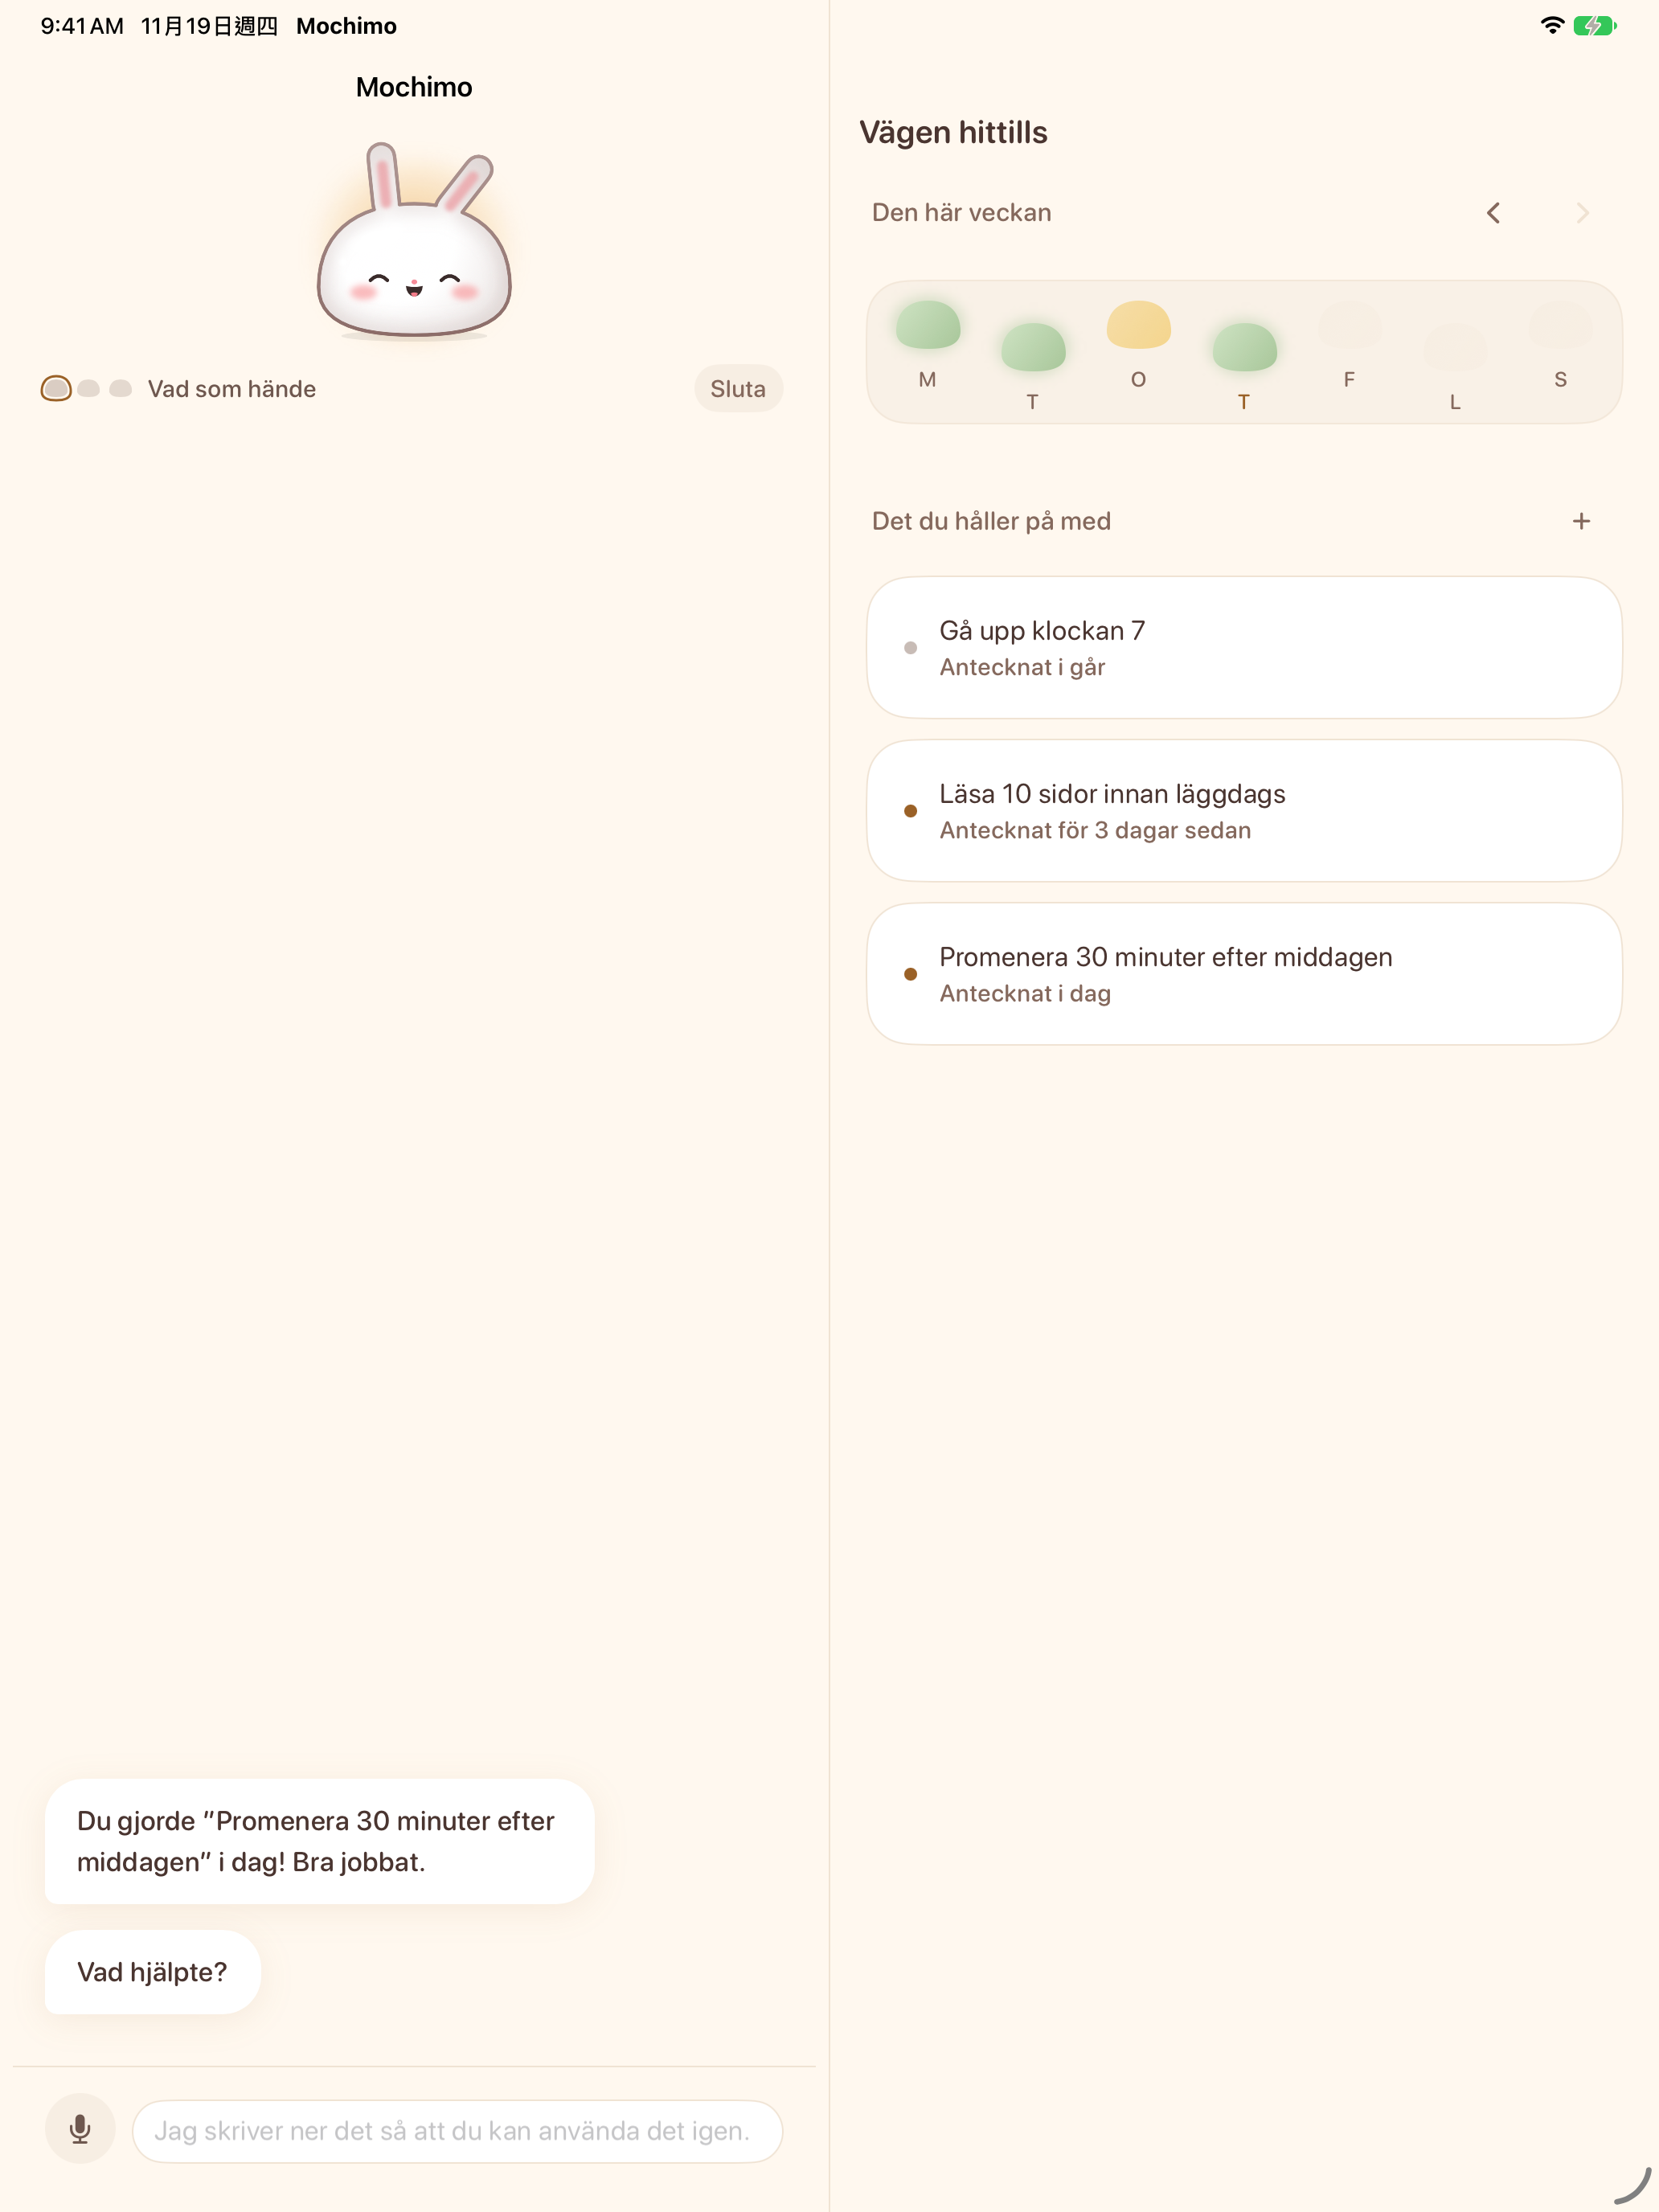 9:41 AM 11月19日週四 Mochimo
Mochimo
Vad som hände
Sluta
Du gjorde ”Promenera 30 minuter efter
middagen” i dag! Bra jobbat.
Vad hjälpte?
Jag skriver ner det så att du kan använda det igen.
Vägen hittills
Den här veckan
M
T
O
T
F
L
S
Det du håller på med
Gå upp klockan 7
Antecknat i går
Läsa 10 sidor innan läggdags
Antecknat för 3 dagar sedan
Promenera 30 minuter efter middagen
Antecknat i dag